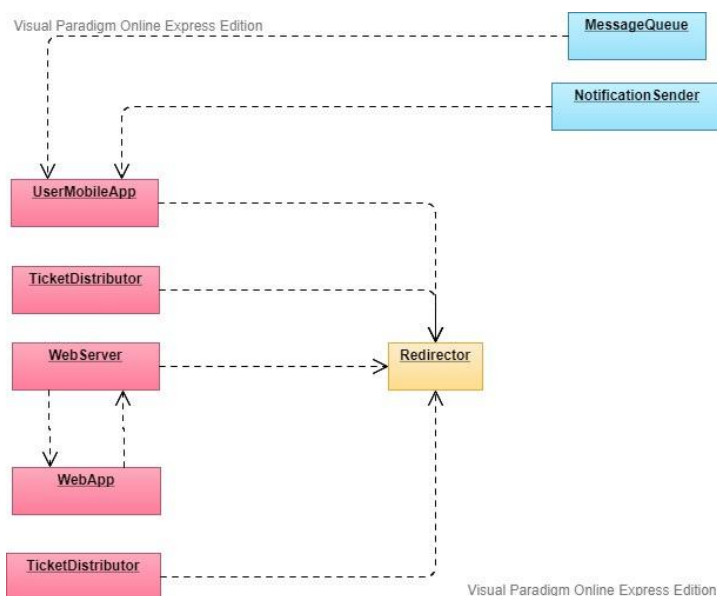 Visual Paradigm Online Express Edition
MessageQueue
NotificationSender
UserMobileApp
TicketDistributor
WebServer
Redirector
WebApp
TicketDistributor
Visual Paradigm Online Express Edition